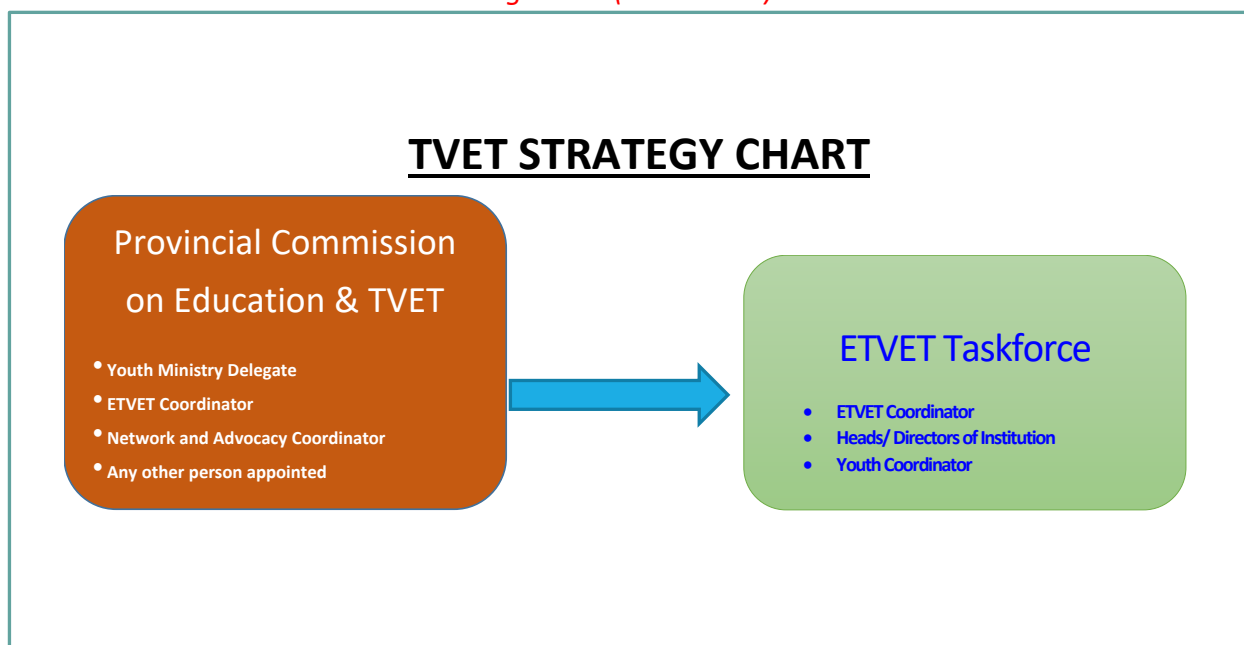 TVET STRATEGY CHART
Provincial Commission
on Education & TVET
• Youth Ministry Delegate
• ETVET Coordinator
• Network and Advocacy Coordinator
• Any other person appointed
ETVET Taskforce
• ETVET Coordinator
• Heads/ Directors of Institution
• Youth Coordinator